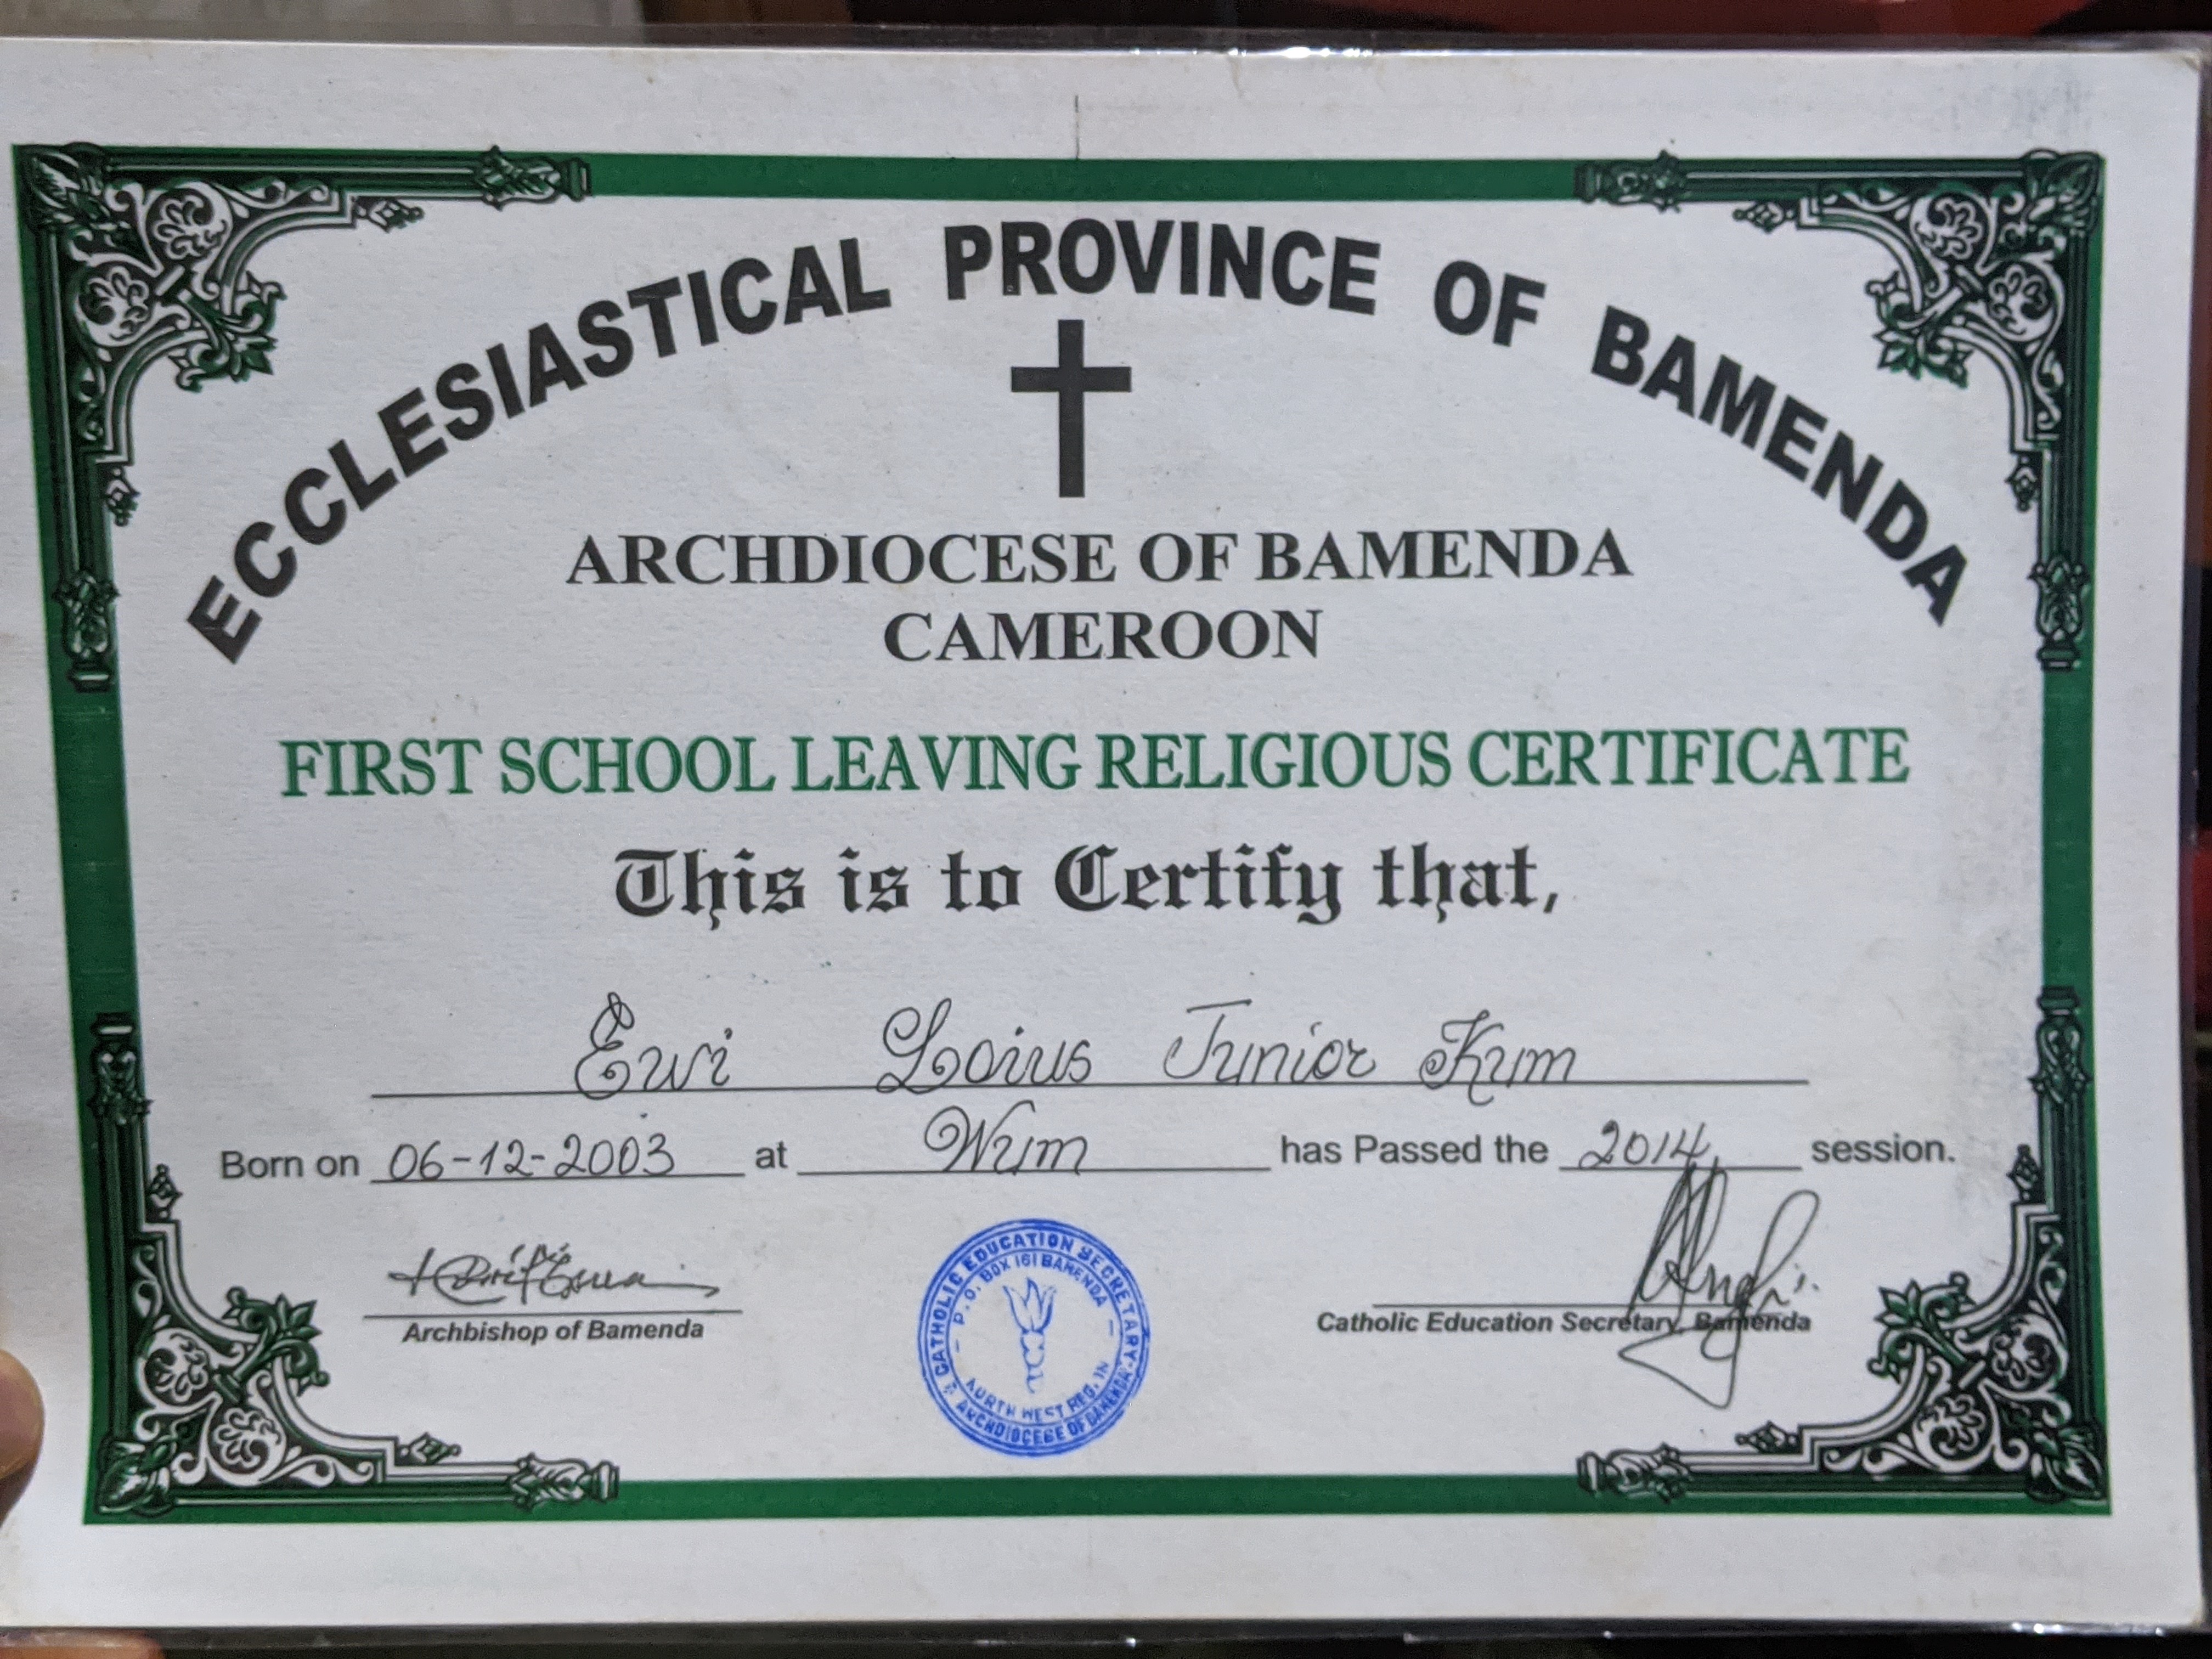 ECCLESIASTICAL PROVINCE OF BAMENDA
ARCHDIOCESE OF BAMENDA
CAMEROON
FIRST SCHOOL LEAVING RELIGIOUS CERTIFICATE
This is to Certify that,
Ewi Loius Junior Kum
Born on 06-12-2003 at Wum has Passed the 2014 session.
Archbishop of Bamenda
Catholic Education Secretary, Bamenda
CATHOLIC EDUCATION SECRETARY
P.O. BOX 161 BAMENDA
NORTH WEST REG.
ARCHDIOCESE OF BAMENDA